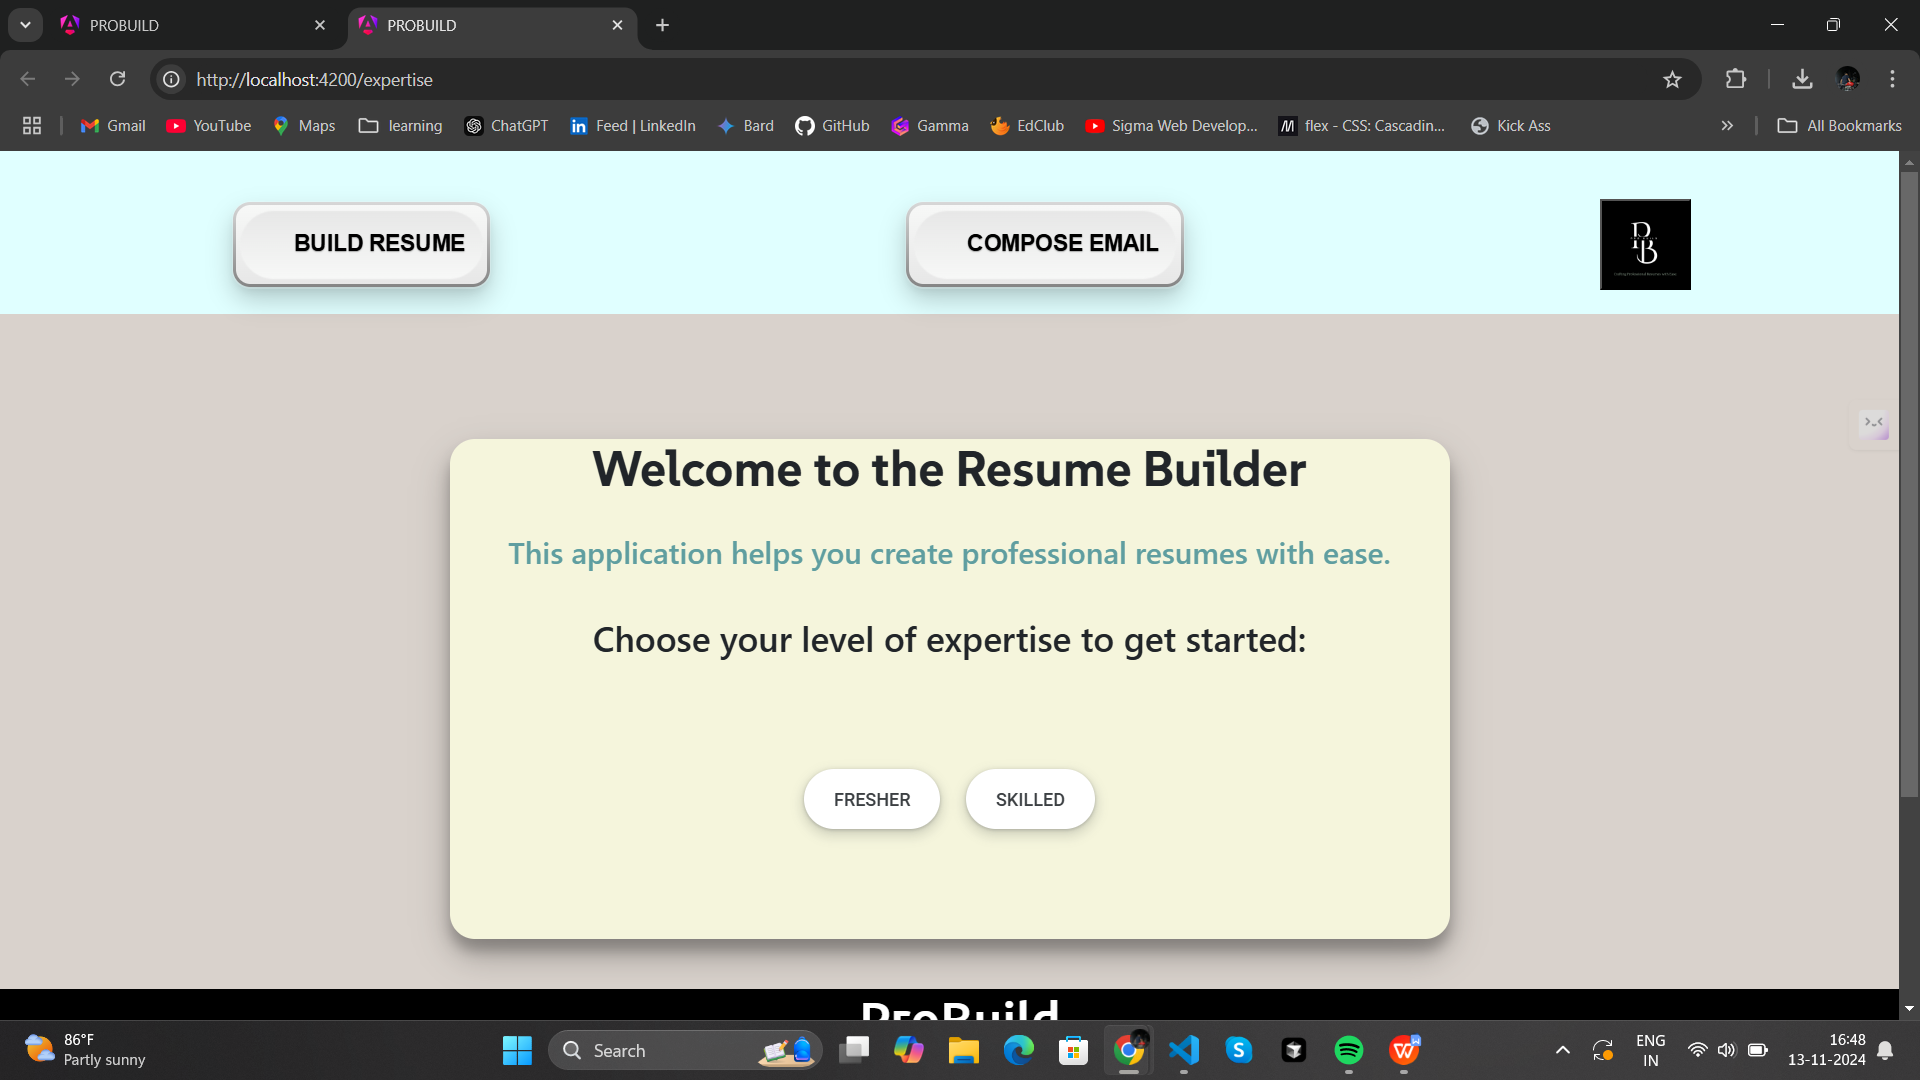 PROBUILD
PROBUILD
http://localhost:4200/expertise
Gmail
YouTube
Maps
learning
ChatGPT
Feed | LinkedIn
Bard
GitHub
Gamma
EdClub
Sigma Web Develop...
flex - CSS: Cascadin...
Kick Ass
All Bookmarks
BUILD RESUME
COMPOSE EMAIL
Welcome to the Resume Builder
This application helps you create professional resumes with ease.
Choose your level of expertise to get started:
FRESHER
SKILLED
ProBuild
86°F
Partly sunny
Search
ENG
IN
16:48
13-11-2024